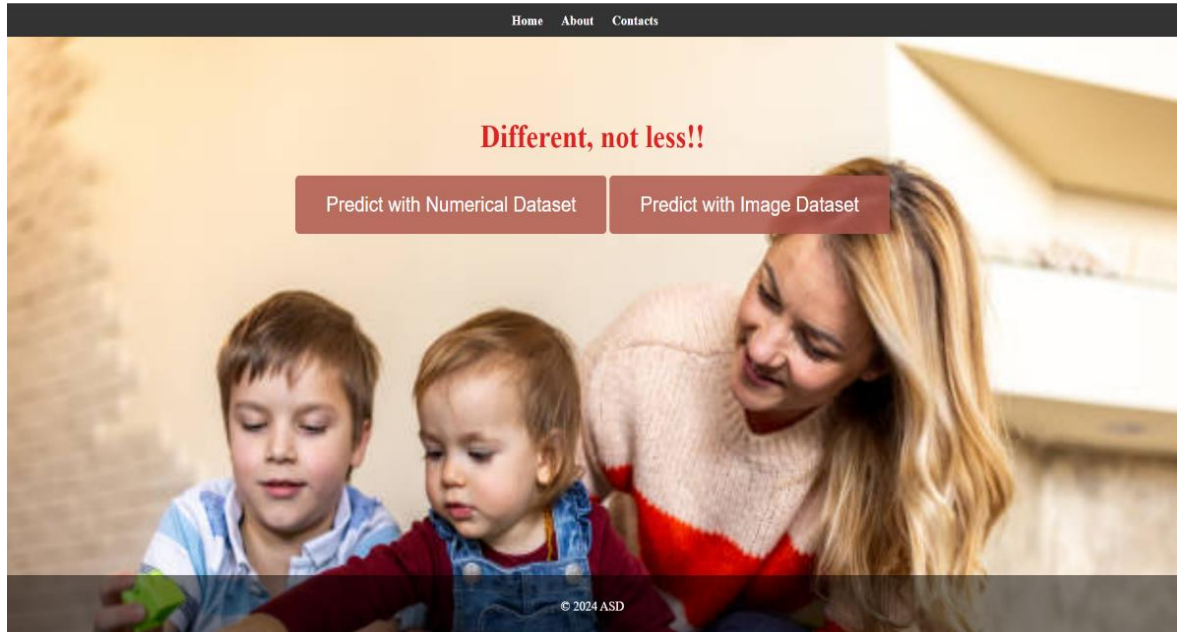 Home About Contacts
Different, not less!!
Predict with Numerical Dataset Predict with Image Dataset
© 2024 ASD